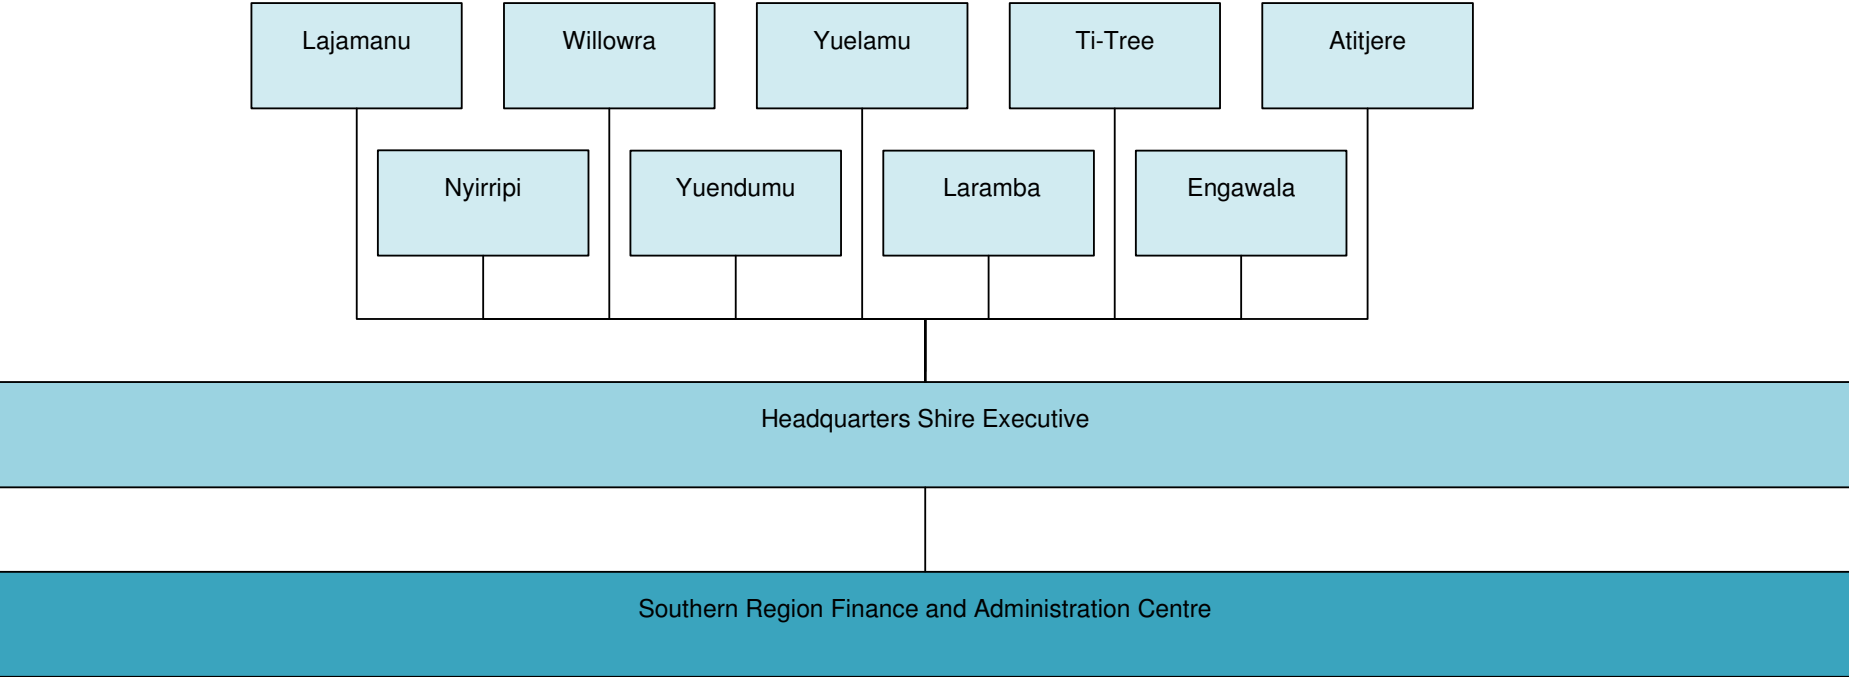 Lajamanu
Willowra
Yuelamu
Ti-Tree
Atitjere
Nyirripi
Yuendumu
Laramba
Engawala
Headquarters Shire Executive
Southern Region Finance and Administration Centre